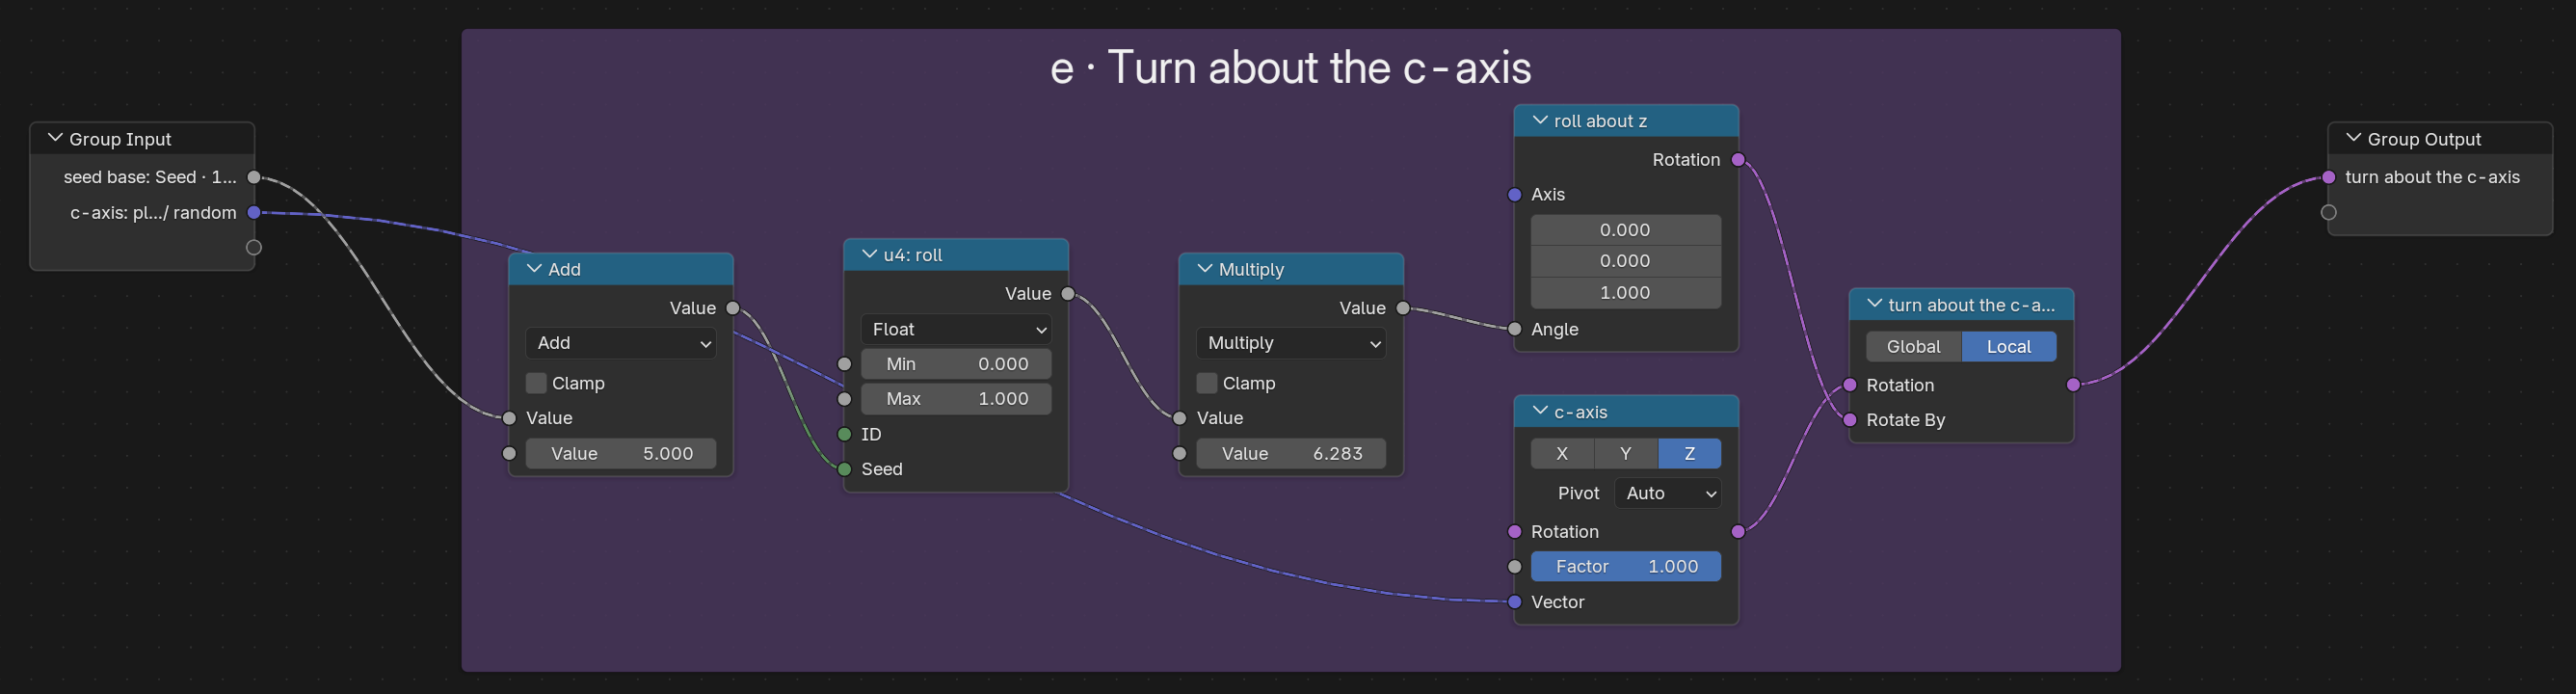 e · Turn about the c-axis
Group Input
seed base: Seed · 1...
c-axis: pl.../ random
Add
Value
Add
Clamp
Value
Value 5.000
u4: roll
Value
Float
Min 0.000
Max 1.000
ID
Seed
Multiply
Value
Multiply
Clamp
Value
Value 6.283
roll about z
Rotation
Axis
0.000
0.000
1.000
Angle
c-axis
X Y Z
Pivot Auto
Rotation
Factor 1.000
Vector
turn about the c-a...
Global Local
Rotation
Rotate By
Group Output
turn about the c-axis